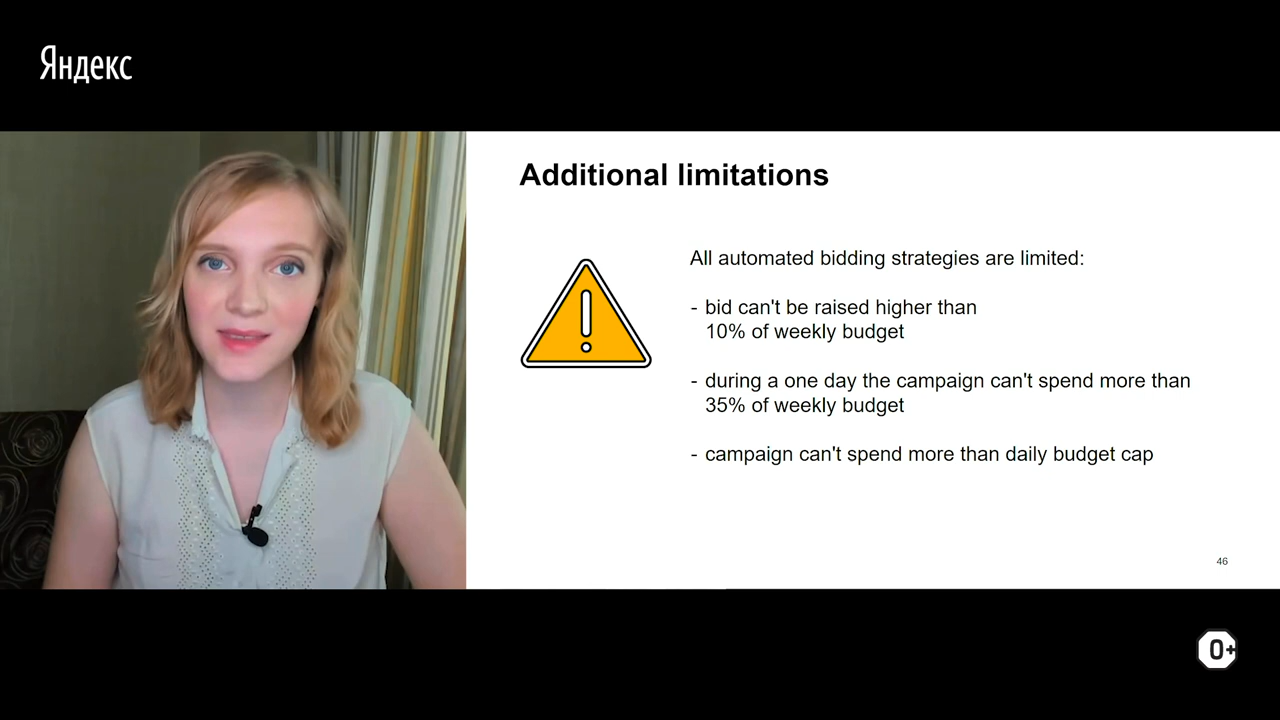 Яндекс
Additional limitations
All automated bidding strategies are limited:
- bid can't be raised higher than
10% of weekly budget
- during a one day the campaign can't spend more than
35% of weekly budget
- campaign can't spend more than daily budget cap
46
0+